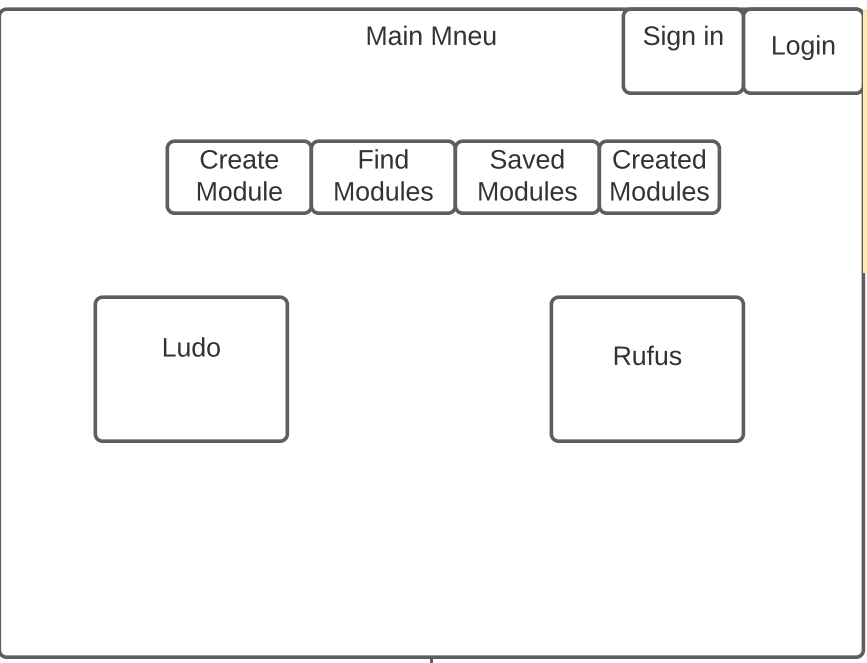 Main Mneu
Sign in
Login
Create
Module
Find
Modules
Saved
Modules
Created
Modules
Ludo
Rufus